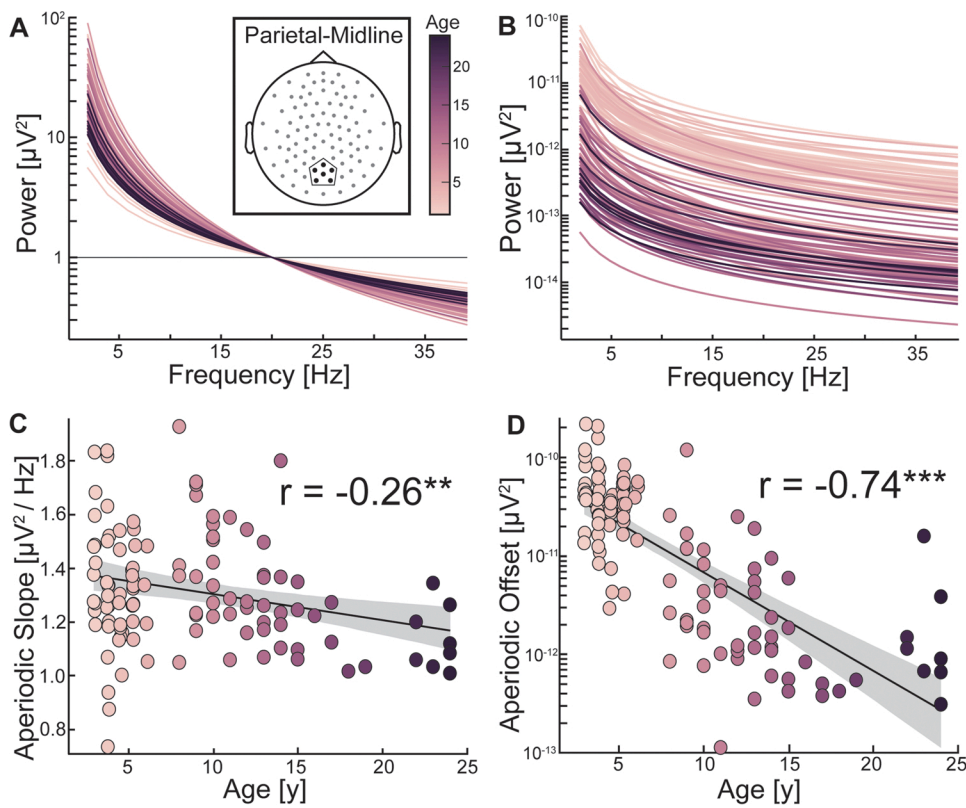 A
Parietal-Midline
Age
20
15
10
5
10²
10
1
Power [µV²]
5
15
25
35
Frequency [Hz]
B
10⁻¹⁰
10⁻¹¹
10⁻¹²
10⁻¹³
10⁻¹⁴
Power [µV²]
5
15
25
35
Frequency [Hz]
C
r = -0.26**
1.8
1.6
1.4
1.2
1.0
0.8
Aperiodic Slope [µV² / Hz]
5
10
15
20
25
Age [y]
D
r = -0.74***
10⁻¹⁰
10⁻¹¹
10⁻¹²
10⁻¹³
Aperiodic Offset [µV²]
5
10
15
20
25
Age [y]